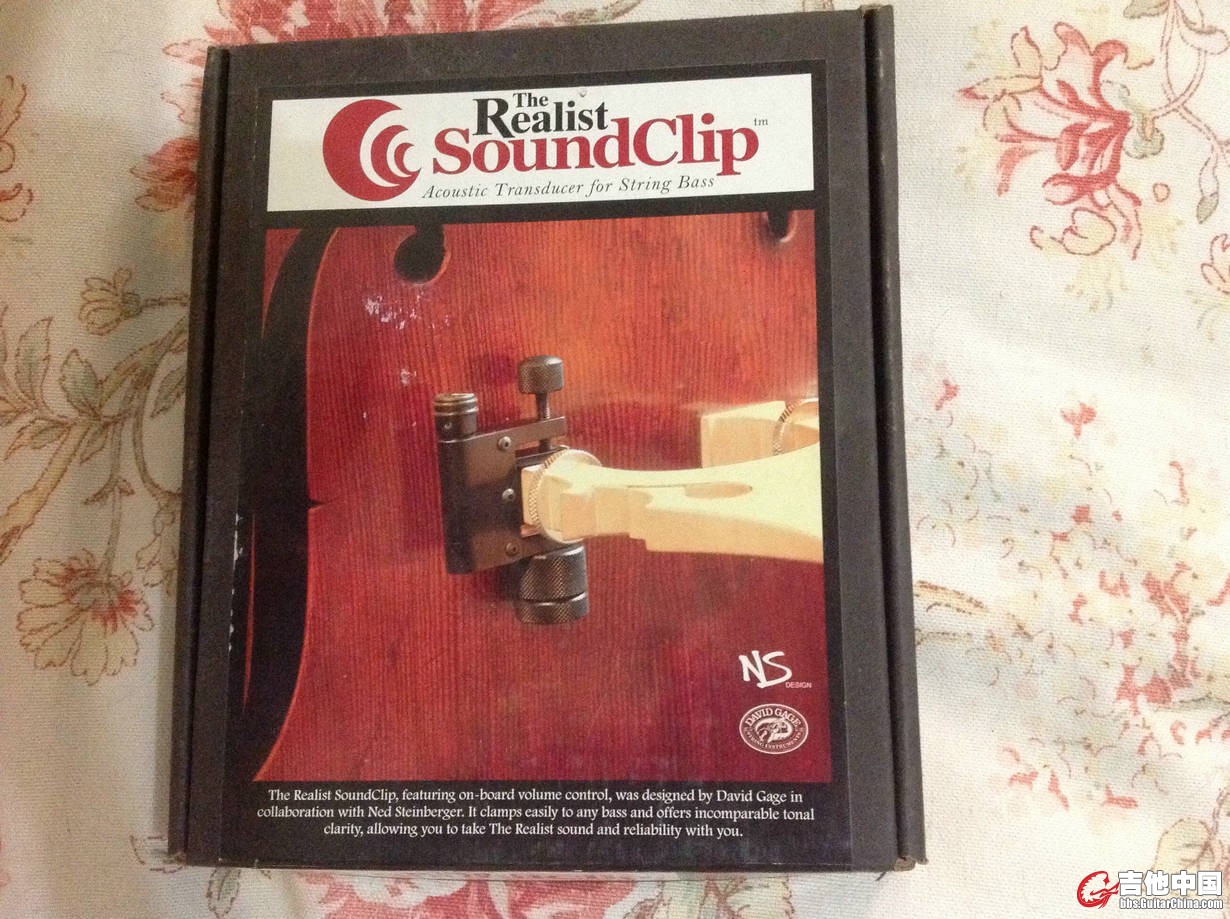 The
Realist
SoundClip tm
Acoustic Transducer for String Bass
NS
DESIGN
DAVID GAGE
STRING INSTRUMENTS
The Realist SoundClip, featuring on-board volume control, was designed by David Gage in
collaboration with Ned Steinberger. It clamps easily to any bass and offers incomparable tonal
clarity, allowing you to take The Realist sound and reliability with you.
吉他中国
bbs.GuitarChina.com